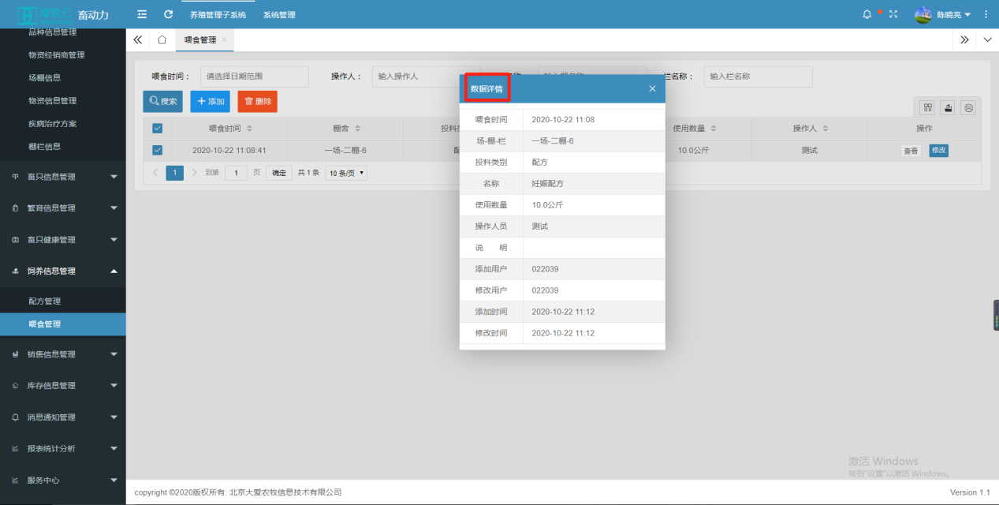 爱牧云 畜动力
养殖管理子系统 系统管理
陈晓亮
品种信息管理
物资经销商管理
场棚信息
物资信息管理
疾病治疗方案
棚栏信息
畜只信息管理
繁育信息管理
畜只健康管理
饲养信息管理
配方管理
喂食管理
销售信息管理
库存信息管理
消息通知管理
报表统计分析
服务中心
喂食管理 ×
喂食时间： 请选择日期范围 操作人： 输入操作人 栏名称： 输入栏名称
搜索 添加 删除
喂食时间 棚舍 投料 使用数量 操作人 操作
2020-10-22 11:08:41 一场-二棚-6 配 10.0公斤 测试 查看 修改
1 到第 1 页 确定 共 1 条 10 条/页
数据详情 ×
喂食时间 2020-10-22 11:08
场-棚-栏 一场-二棚-6
投料类别 配方
名称 妊娠配方
使用数量 10.0公斤
操作人员 测试
说 明
添加用户 022039
修改用户 022039
添加时间 2020-10-22 11:12
修改时间 2020-10-22 11:12
激活 Windows
转到"设置"以激活 Windows。
copyright ©2020版权所有: 北京大爱农牧信息技术有限公司
Version 1.1